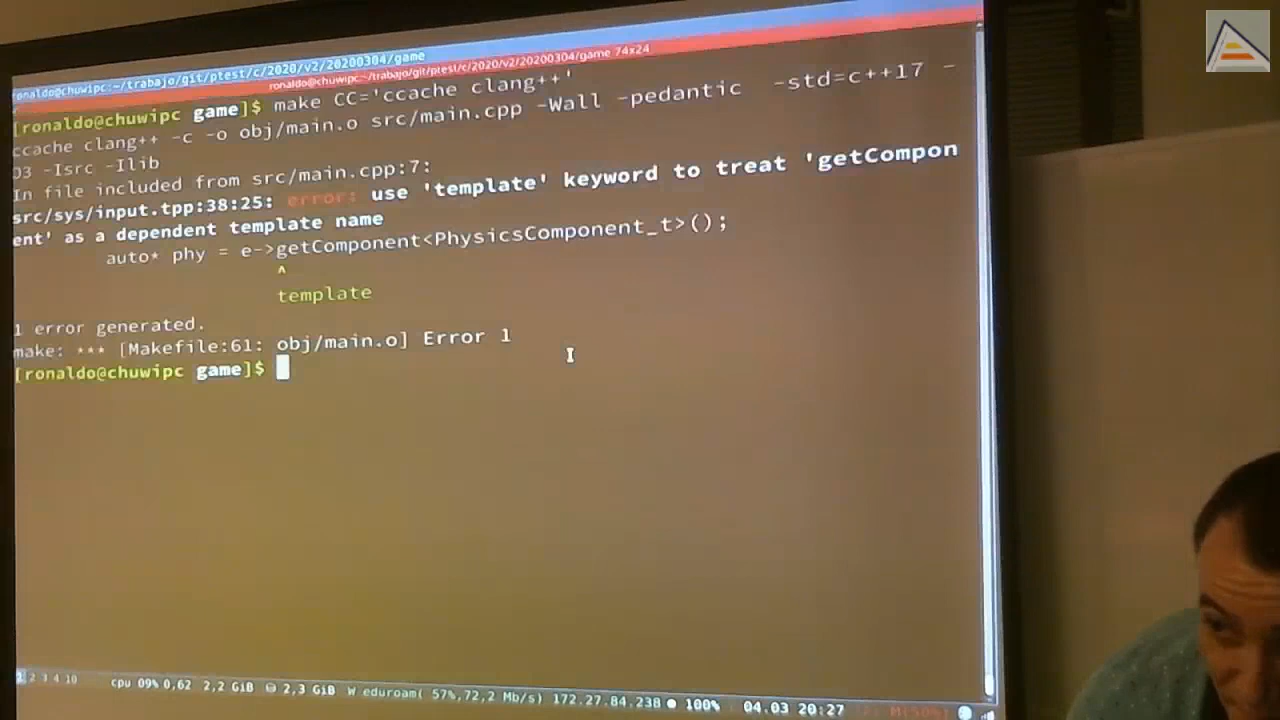 ronaldo@chuwipc:~/trabajo/git/ptest/c/2020/v2/20200304/game
ronaldo@chuwipc:~/trabajo/git/ptest/c/2020/v2/20200304/game 74x24
[ronaldo@chuwipc game]$ make CC='ccache clang++'
ccache clang++ -c -o obj/main.o src/main.cpp -Wall -pedantic -std=c++17 -
O3 -Isrc -Ilib
In file included from src/main.cpp:7:
src/sys/input.tpp:38:25: error: use 'template' keyword to treat 'getCompon
ent' as a dependent template name
auto* phy = e->getComponent<PhysicsComponent_t>();
^
template
1 error generated.
make: *** [Makefile:61: obj/main.o] Error 1
[ronaldo@chuwipc game]$
1 2 3 4 10 cpu 09% 0,62 2,2 GiB 2,3 GiB W eduroam( 57%,72,2 Mb/s) 172.27.84.238 100% 04.03 20:27